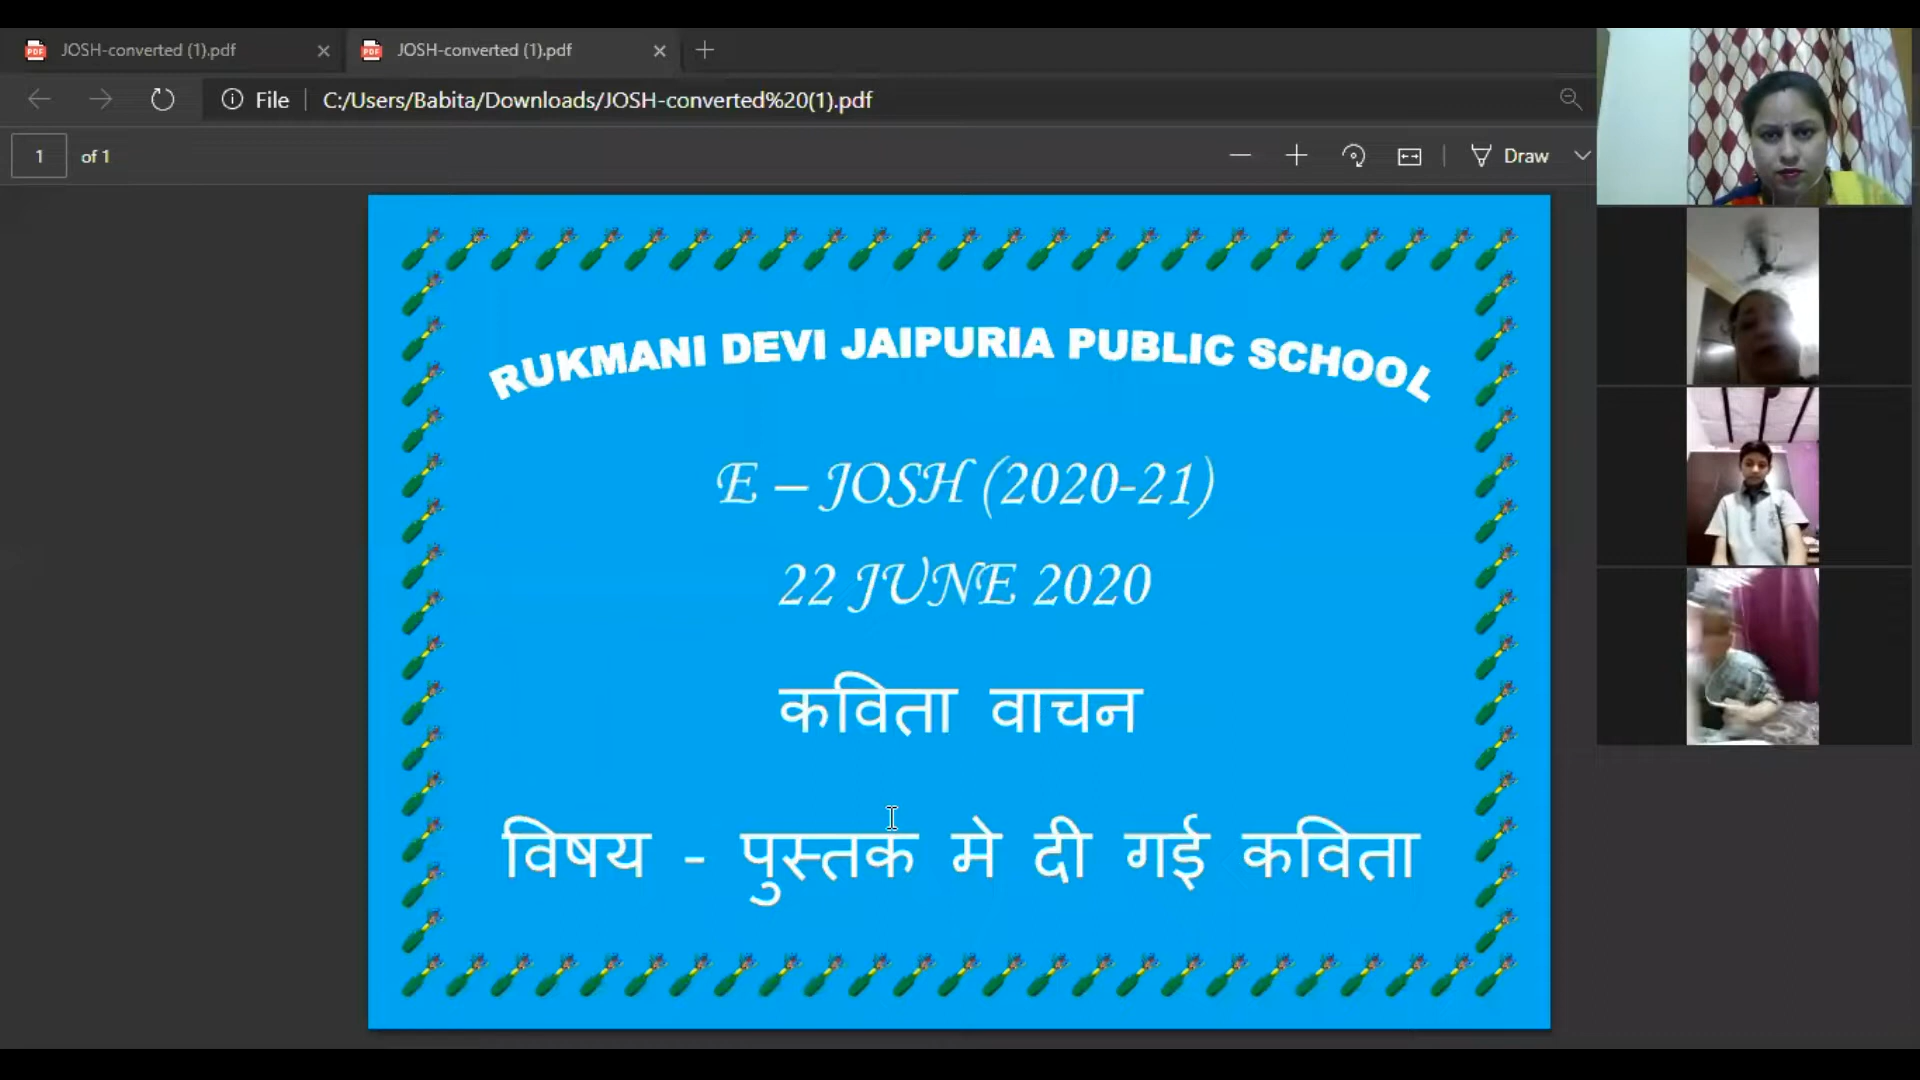 JOSH-converted (1).pdf
JOSH-converted (1).pdf
File
C:/Users/Babita/Downloads/JOSH-converted%20(1).pdf
1 of 1
Draw
RUKMANI DEVI JAIPURIA PUBLIC SCHOOL
E – JOSH (2020-21)
22 JUNE 2020
कविता वाचन
विषय - पुस्तक मे दी गई कविता